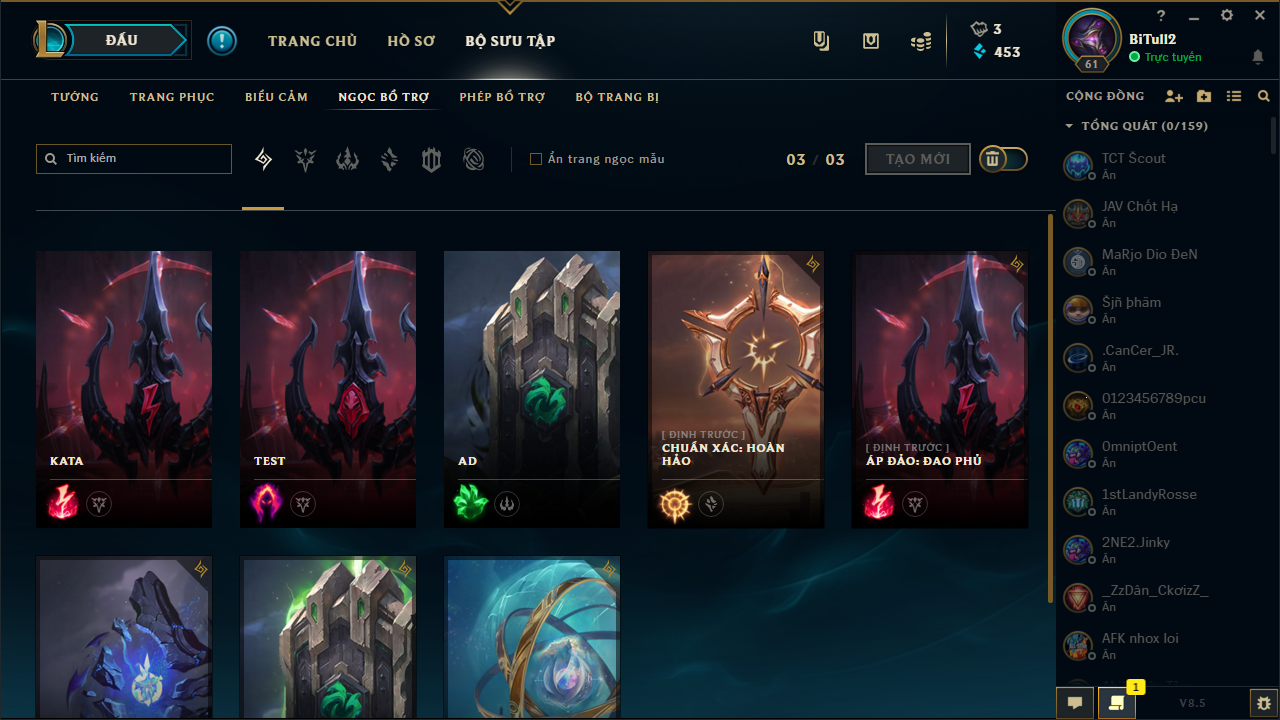 ĐẤU
TRANG CHỦ
HỒ SƠ
BỘ SƯU TẬP
3
453
61
?
BiTull2
Trực tuyến
TƯỚNG
TRANG PHỤC
BIỂU CẢM
NGỌC BỔ TRỢ
PHÉP BỔ TRỢ
BỘ TRANG BỊ
CỘNG ĐỒNG
TỔNG QUÁT (0/159)
Tìm kiếm
Ẩn trang ngọc mẫu
03 / 03
TẠO MỚI
KATA
TEST
AD
[ ĐỊNH TRƯỚC ]
CHUẨN XÁC: HOÀN
HẢO
[ ĐỊNH TRƯỚC ]
ÁP ĐẢO: ĐAO PHỦ
TCT Šcout
Ẩn
JAV Chốt Hạ
Ẩn
MaRjo Dio ĐeN
Ẩn
Šjñ þhäm
Ẩn
.CanCer_JR.
Ẩn
0123456789pcu
Ẩn
0mniptOent
Ẩn
1stLandyRosse
Ẩn
2NE2.Jinky
Ẩn
_ZzDân_CkơizZ_
Ẩn
AFK nhox loi
Ẩn
1
V8.5